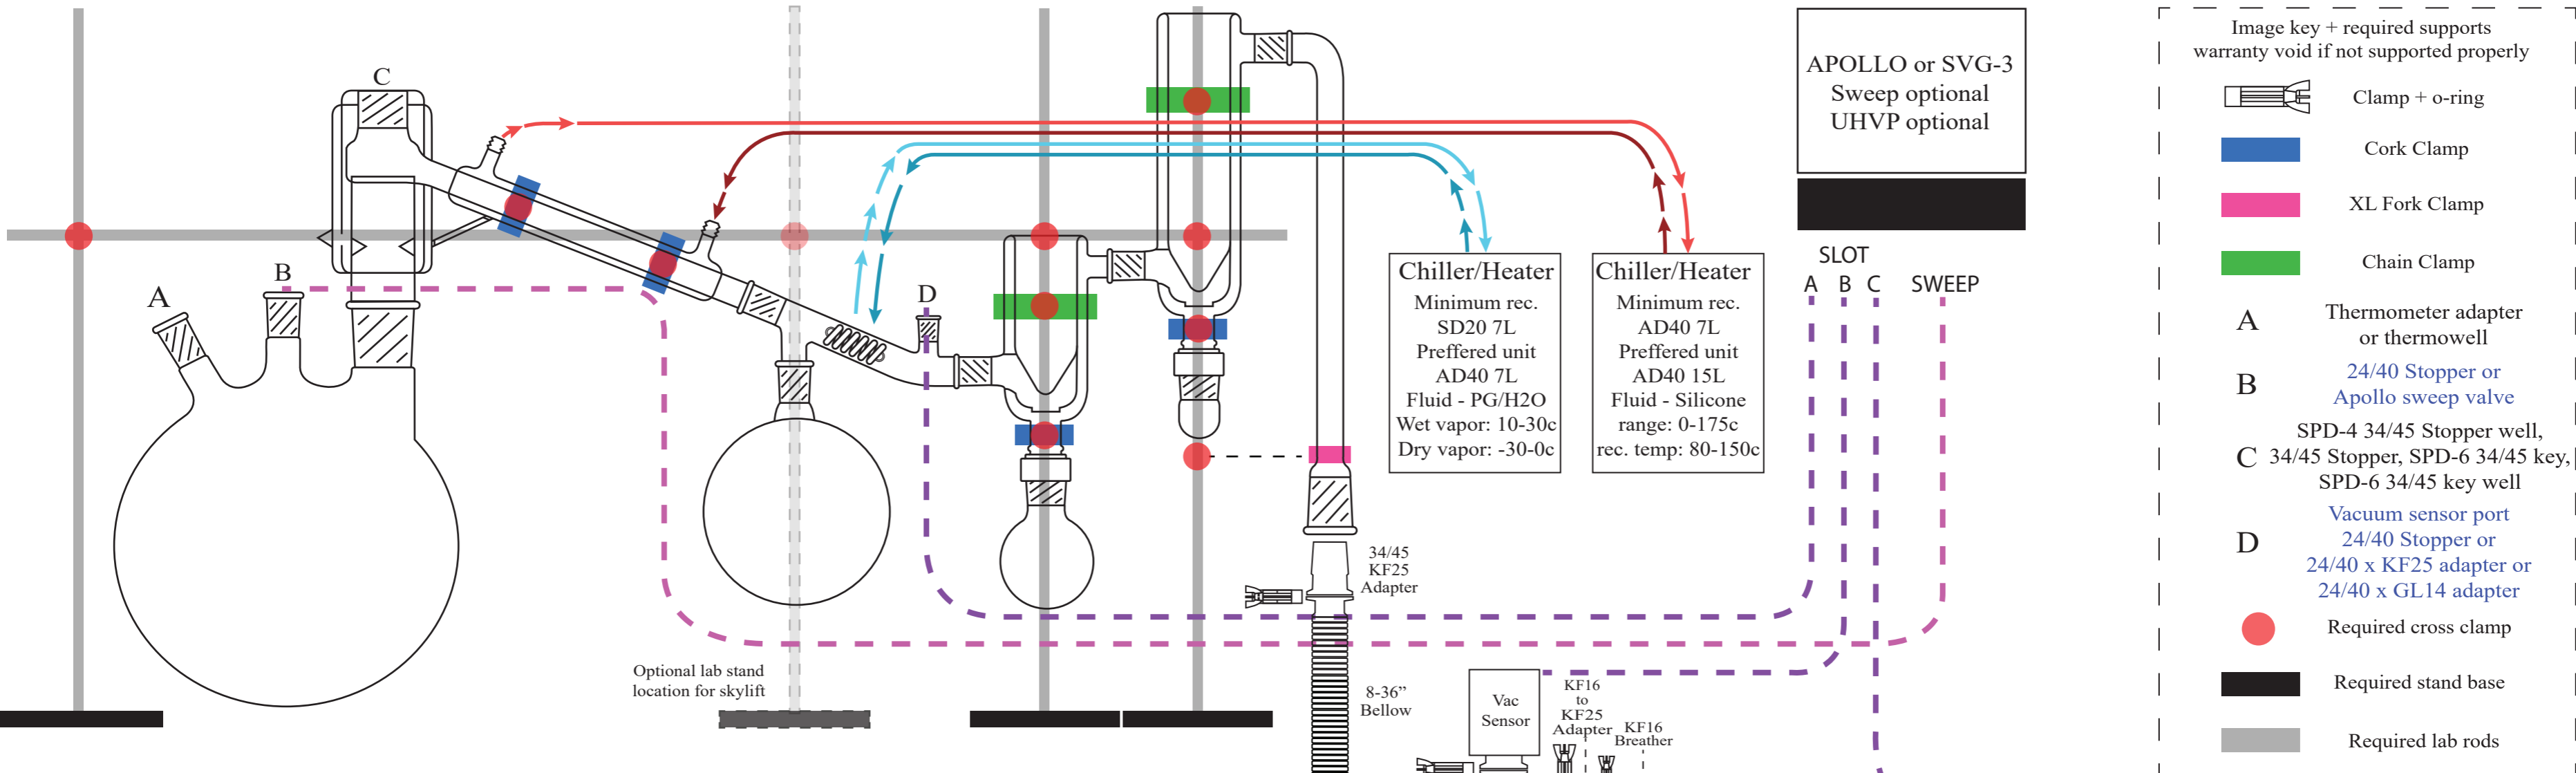 C
B
A
D
Optional lab stand
location for skylift
34/45
KF25
Adapter
8-36”
Bellow
Vac
Sensor
KF16
to
KF25
Adapter
KF16
Breather
Chiller/Heater
Minimum rec.
SD20 7L
Preffered unit
AD40 7L
Fluid - PG/H2O
Wet vapor: 10-30c
Dry vapor: -30-0c
Chiller/Heater
Minimum rec.
AD40 7L
Preffered unit
AD40 15L
Fluid - Silicone
range: 0-175c
rec. temp: 80-150c
APOLLO or SVG-3
Sweep optional
UHVP optional
SLOT
A B C SWEEP
Image key + required supports
warranty void if not supported properly
Clamp + o-ring
Cork Clamp
XL Fork Clamp
Chain Clamp
A
Thermometer adapter
or thermowell
B
24/40 Stopper or
Apollo sweep valve
C
SPD-4 34/45 Stopper well,
34/45 Stopper, SPD-6 34/45 key,
SPD-6 34/45 key well
D
Vacuum sensor port
24/40 Stopper or
24/40 x KF25 adapter or
24/40 x GL14 adapter
Required cross clamp
Required stand base
Required lab rods